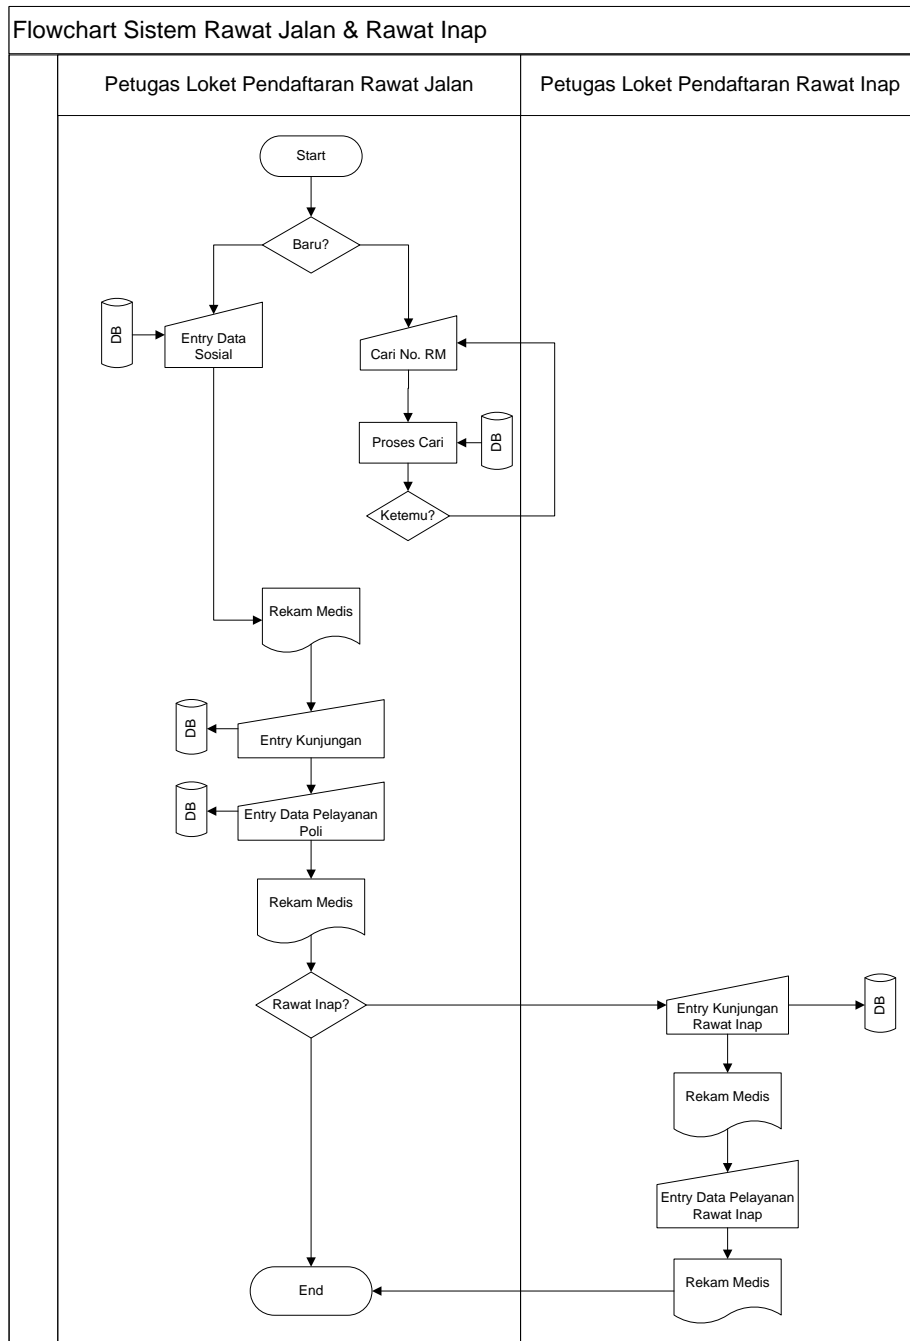 Flowchart Sistem Rawat Jalan & Rawat Inap
Petugas Loket Pendaftaran Rawat Jalan
Petugas Loket Pendaftaran Rawat Inap
Start
Baru?
DB
Entry Data
Sosial
Cari No. RM
Proses Cari
DB
Ketemu?
Rekam Medis
DB
Entry Kunjungan
DB
Entry Data Pelayanan
Poli
Rekam Medis
Rawat Inap?
Entry Kunjungan
Rawat Inap
DB
Rekam Medis
Entry Data Pelayanan
Rawat Inap
Rekam Medis
End